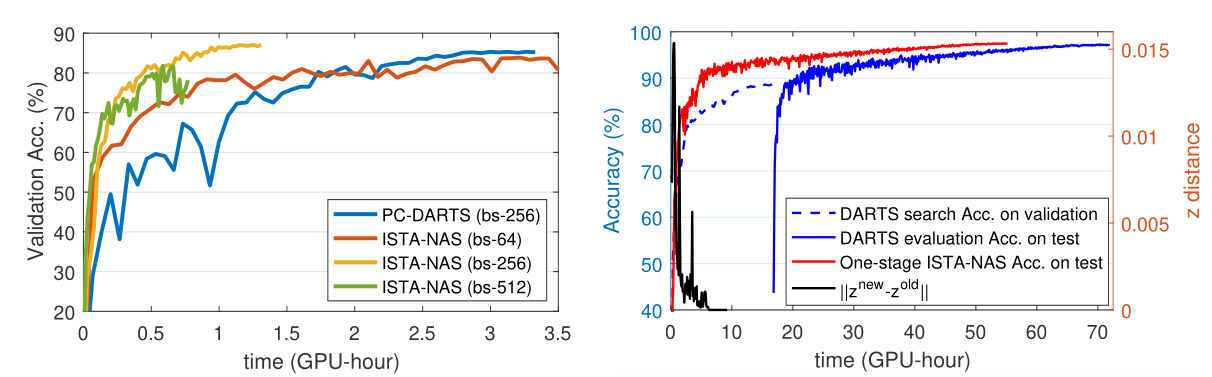 90
80
70
60
50
40
30
20
Validation Acc. (%)
0
0.5
1
1.5
2
2.5
3
3.5
time (GPU-hour)
PC-DARTS (bs-256)
ISTA-NAS (bs-64)
ISTA-NAS (bs-256)
ISTA-NAS (bs-512)
100
90
80
70
60
50
40
Accuracy (%)
0
10
20
30
40
50
60
70
time (GPU-hour)
0.015
0.01
0.005
0
z distance
DARTS search Acc. on validation
DARTS evaluation Acc. on test
One-stage ISTA-NAS Acc. on test
||z^new-z^old||